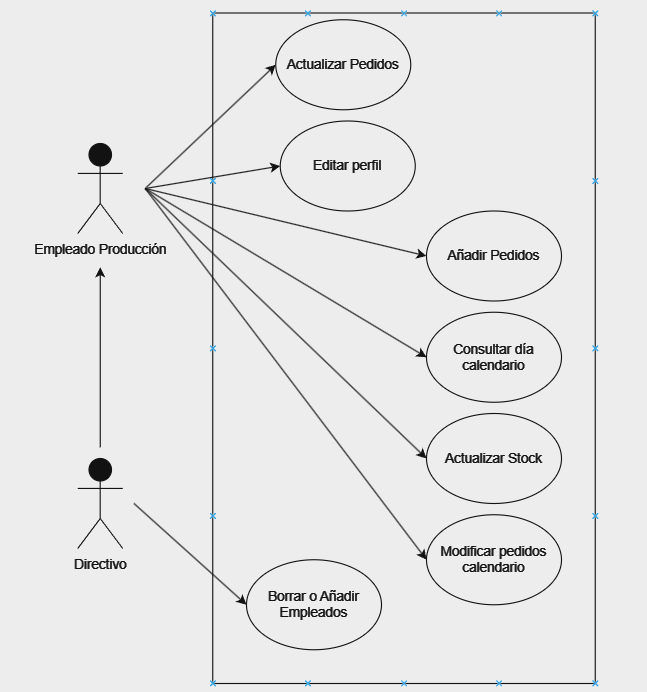 Actualizar Pedidos
Editar perfil
Empleado Producción
Añadir Pedidos
Consultar día
calendario
Actualizar Stock
Modificar pedidos
calendario
Directivo
Borrar o Añadir
Empleados